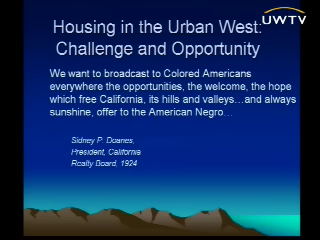 UWTV
Housing in the Urban West:
Challenge and Opportunity
We want to broadcast to Colored Americans
everywhere the opportunities, the welcome, the hope
which free California, its hills and valleys…and always
sunshine, offer to the American Negro…
Sidney P. Doanes,
President, California
Realty Board, 1924